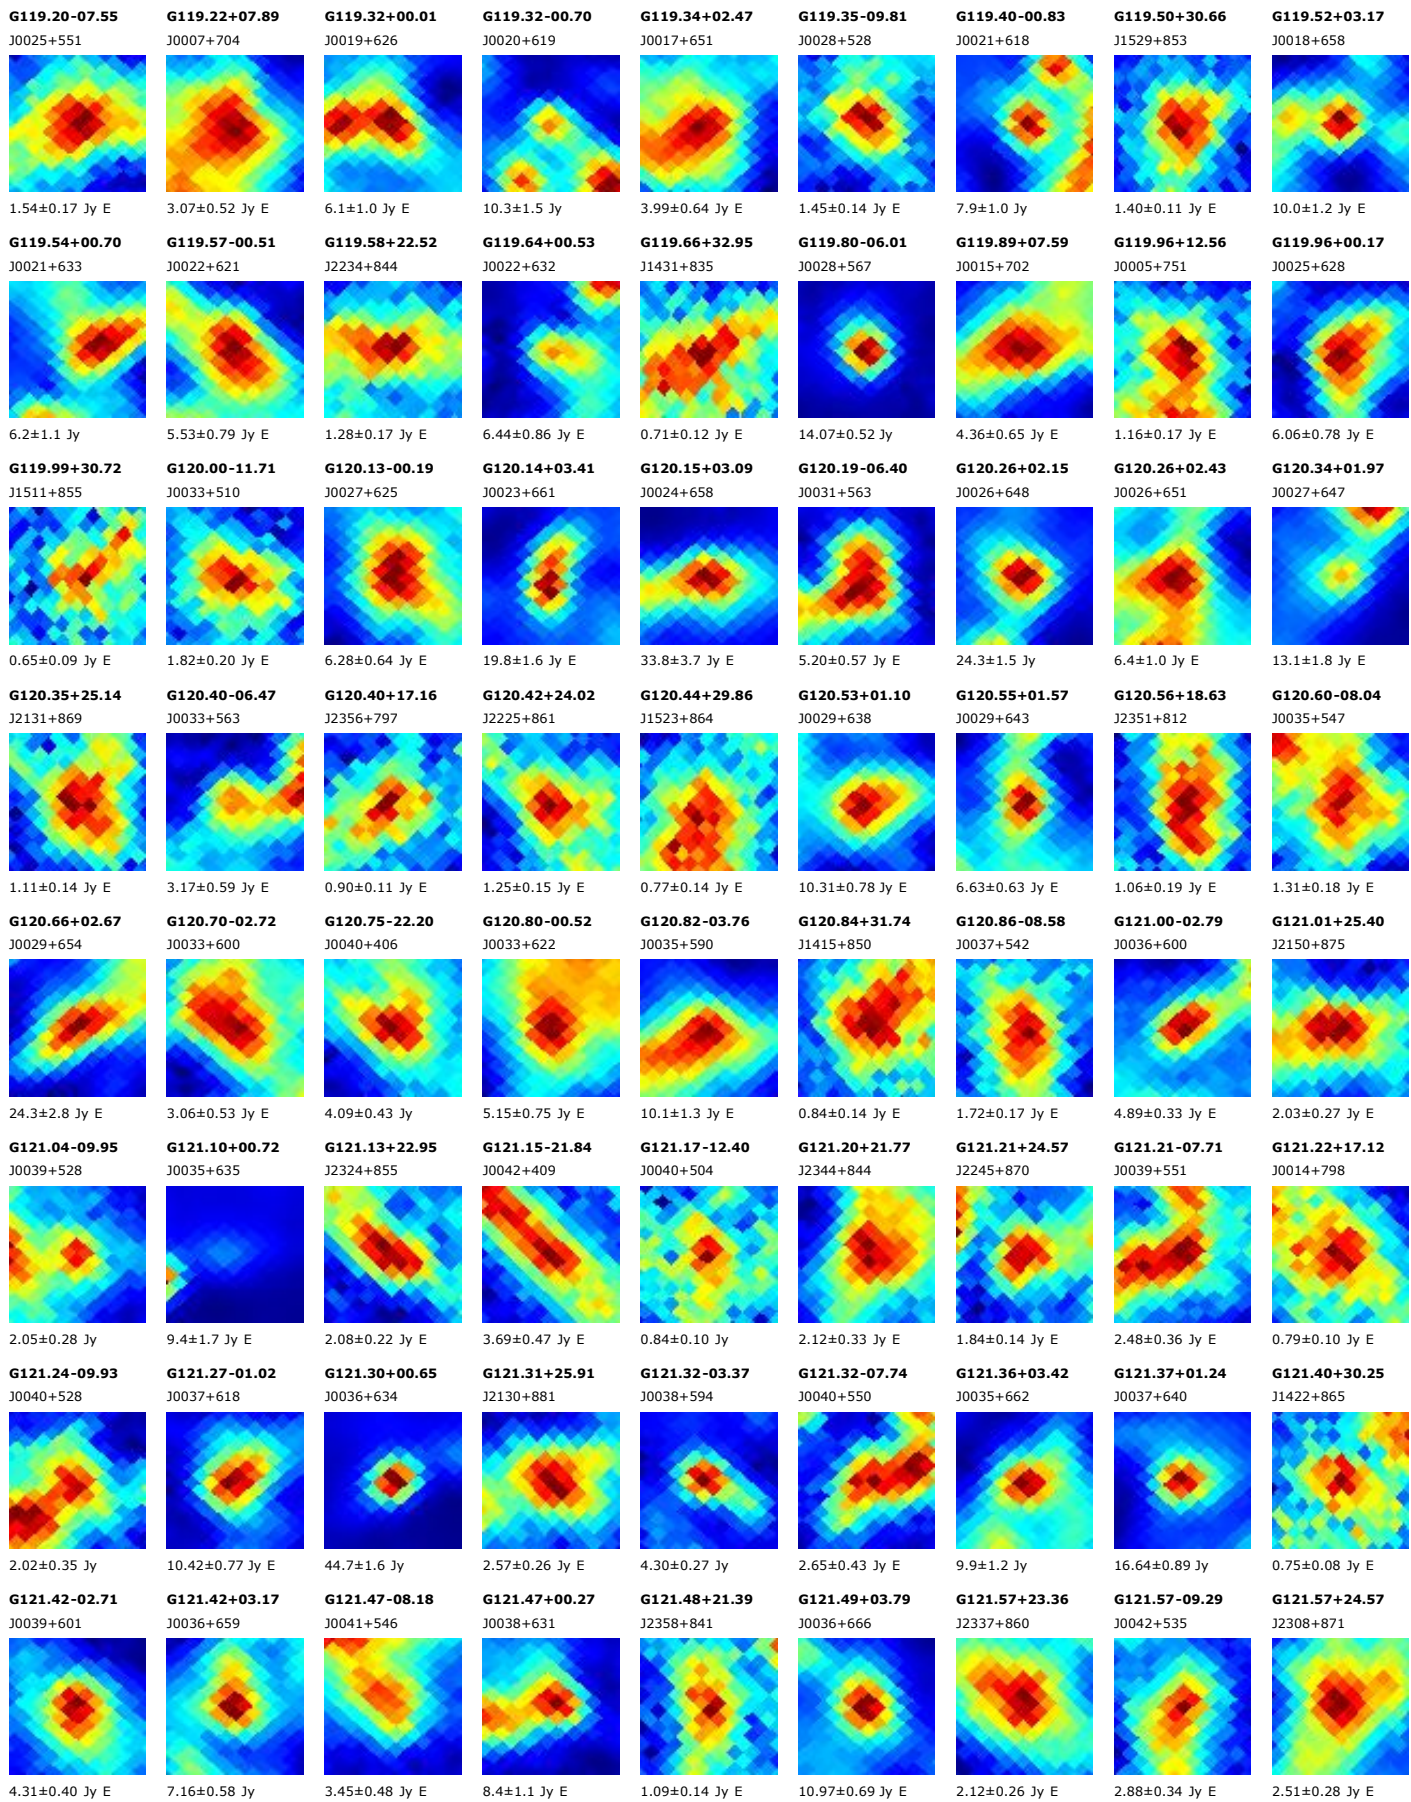 G119.20-07.55 G119.22+07.89 G119.32+00.01 G119.32-00.70 G119.34+02.47 G119.35-09.81 G119.40-00.83 G119.50+30.66 G119.52+03.17
J0025+551 J0007+704 J0019+626 J0020+619 J0017+651 J0028+528 J0021+618 J1529+853 J0018+658
1.54±0.17 Jy E 3.07±0.52 Jy E 6.1±1.0 Jy E 10.3±1.5 Jy 3.99±0.64 Jy E 1.45±0.14 Jy E 7.9±1.0 Jy 1.40±0.11 Jy E 10.0±1.2 Jy E
G119.54+00.70 G119.57-00.51 G119.58+22.52 G119.64+00.53 G119.66+32.95 G119.80-06.01 G119.89+07.59 G119.96+12.56 G119.96+00.17
J0021+633 J0022+621 J2234+844 J0022+632 J1431+835 J0028+567 J0015+702 J0005+751 J0025+628
6.2±1.1 Jy 5.53±0.79 Jy E 1.28±0.17 Jy E 6.44±0.86 Jy E 0.71±0.12 Jy E 14.07±0.52 Jy 4.36±0.65 Jy E 1.16±0.17 Jy E 6.06±0.78 Jy E
G119.99+30.72 G120.00-11.71 G120.13-00.19 G120.14+03.41 G120.15+03.09 G120.19-06.40 G120.26+02.15 G120.26+02.43 G120.34+01.97
J1511+855 J0033+510 J0027+625 J0023+661 J0024+658 J0031+563 J0026+648 J0026+651 J0027+647
0.65±0.09 Jy E 1.82±0.20 Jy E 6.28±0.64 Jy E 19.8±1.6 Jy E 33.8±3.7 Jy E 5.20±0.57 Jy E 24.3±1.5 Jy 6.4±1.0 Jy E 13.1±1.8 Jy E
G120.35+25.14 G120.40-06.47 G120.40+17.16 G120.42+24.02 G120.44+29.86 G120.53+01.10 G120.55+01.57 G120.56+18.63 G120.60-08.04
J2131+869 J0033+563 J2356+797 J2225+861 J1523+864 J0029+638 J0029+643 J2351+812 J0035+547
1.11±0.14 Jy E 3.17±0.59 Jy E 0.90±0.11 Jy E 1.25±0.15 Jy E 0.77±0.14 Jy E 10.31±0.78 Jy E 6.63±0.63 Jy E 1.06±0.19 Jy E 1.31±0.18 Jy E
G120.66+02.67 G120.70-02.72 G120.75-22.20 G120.80-00.52 G120.82-03.76 G120.84+31.74 G120.86-08.58 G121.00-02.79 G121.01+25.40
J0029+654 J0033+600 J0040+406 J0033+622 J0035+590 J1415+850 J0037+542 J0036+600 J2150+875
24.3±2.8 Jy E 3.06±0.53 Jy E 4.09±0.43 Jy 5.15±0.75 Jy E 10.1±1.3 Jy E 0.84±0.14 Jy E 1.72±0.17 Jy E 4.89±0.33 Jy E 2.03±0.27 Jy E
G121.04-09.95 G121.10+00.72 G121.13+22.95 G121.15-21.84 G121.17-12.40 G121.20+21.77 G121.21+24.57 G121.21-07.71 G121.22+17.12
J0039+528 J0035+635 J2324+855 J0042+409 J0040+504 J2344+844 J2245+870 J0039+551 J0014+798
2.05±0.28 Jy 9.4±1.7 Jy E 2.08±0.22 Jy E 3.69±0.47 Jy E 0.84±0.10 Jy 2.12±0.33 Jy E 1.84±0.14 Jy E 2.48±0.36 Jy E 0.79±0.10 Jy E
G121.24-09.93 G121.27-01.02 G121.30+00.65 G121.31+25.91 G121.32-03.37 G121.32-07.74 G121.36+03.42 G121.37+01.24 G121.40+30.25
J0040+528 J0037+618 J0036+634 J2130+881 J0038+594 J0040+550 J0035+662 J0037+640 J1422+865
2.02±0.35 Jy 10.42±0.77 Jy E 44.7±1.6 Jy 2.57±0.26 Jy E 4.30±0.27 Jy 2.65±0.43 Jy E 9.9±1.2 Jy 16.64±0.89 Jy 0.75±0.08 Jy E
G121.42-02.71 G121.42+03.17 G121.47-08.18 G121.47+00.27 G121.48+21.39 G121.49+03.79 G121.57+23.36 G121.57-09.29 G121.57+24.57
J0039+601 J0036+659 J0041+546 J0038+631 J2358+841 J0036+666 J2337+860 J0042+535 J2308+871
4.31±0.40 Jy E 7.16±0.58 Jy 3.45±0.48 Jy E 8.4±1.1 Jy E 1.09±0.14 Jy E 10.97±0.69 Jy E 2.12±0.26 Jy E 2.88±0.34 Jy E 2.51±0.28 Jy E